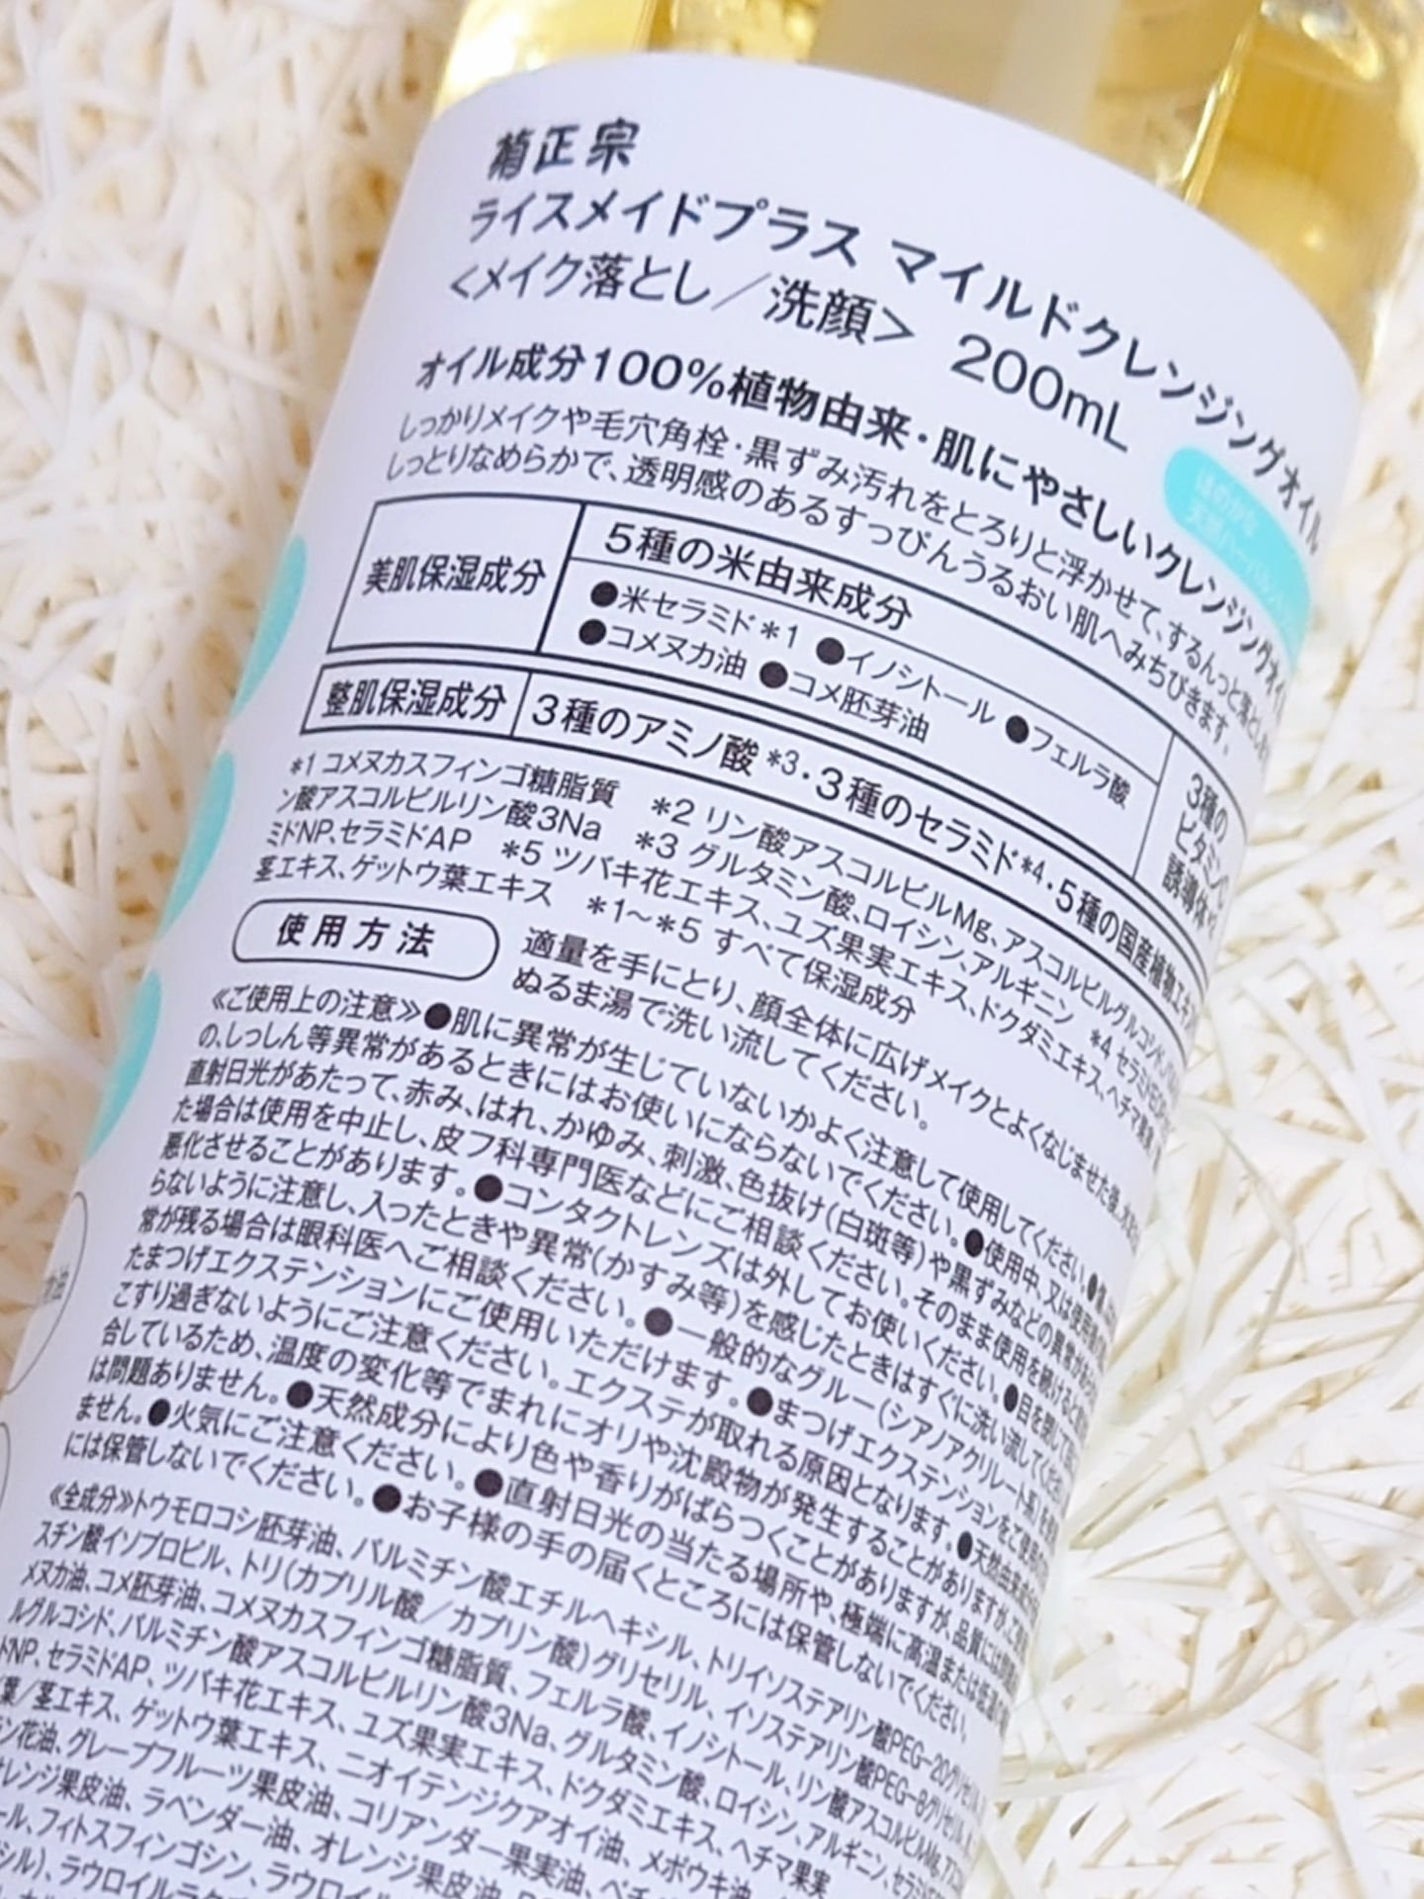 菊正宗
ライスメイドプラス マイルドクレンジングオイル
<メイク落とし／洗顔> 200mL
オイル成分100%植物由来・肌にやさしいクレンジングオイ
しっかりメイクや毛穴角栓・黒ずみ汚れをとろりと浮かせて、するんっと落とし
しっとりなめらかで、透明感のあるすっぴんうるおい肌へみちびきます。
ほのかな
天然ハーバル
美肌保湿成分
5種の米由来成分
●米セラミド*1 ●イノシトール ●フェルラ酸
●コメヌカ油 ●コメ胚芽油
3種の
ビタミンC
誘導体*2
整肌保湿成分
3種のアミノ酸*3・3種のセラミド*4・5種の国産植物エキス
*1 コメヌカスフィンゴ糖脂質 *2 リン酸アスコルビルMg、アスコルビルグルコシド、
ン酸アスコルビルリン酸3Na *3 グルタミン酸、ロイシン、アルギニン *4 セラミド
ミドNP、セラミドAP *5 ツバキ花エキス、ユズ果実エキス、ドクダミエキス、ヘチマ果実
茎エキス、ゲットウ葉エキス *1～*5 すべて保湿成分
使用方法
適量を手にとり、顔全体に広げメイクとよくなじませた後、
ぬるま湯で洗い流してください。
≪ご使用上の注意≫●肌に異常が生じていないかよく注意して使用してください。●
の、しっしん等異常があるときにはお使いにならないでください。●使用中、又は使用後
直射日光があたって、赤み、はれ、かゆみ、刺激、色抜け(白斑等)や黒ずみなどの異常が
た場合は使用を中止し、皮フ科専門医などにご相談ください。そのまま使用を続けると
悪化させることがあります。●コンタクトレンズは外してお使いください。●目を閉じて
らないように注意し、入ったときや異常(かすみ等)を感じたときはすぐに洗い流して
常が残る場合は眼科医へご相談ください。●一般的なグルー(シアノアクリレート系)
たまつげエクステンションにご使用いただけます。●まつげエクステンションをご使用の
こすり過ぎないようにご注意ください。エクステが取れる原因となります。●天然由来
合しているため、温度の変化等でまれにオリや沈殿物が発生することがありますが、
は問題ありません。●天然成分により色や香りがばらつくことがありますが、品質には問題
ません。●火気にご注意ください。●直射日光の当たる場所や、極端に高温または低温
には保管しないでください。●お子様の手の届くところには保管しないでください。
≪全成分≫トウモロコシ胚芽油、パルミチン酸エチルヘキシル、トリイソステアリン酸PEG-20グリセリル、
スチン酸イソプロピル、トリ(カプリル酸／カプリン酸)グリセリル、イソステアリン酸PEG-8グリセリル、
メヌカ油、コメ胚芽油、コメヌカスフィンゴ糖脂質、フェルラ酸、イノシトール、リン酸アスコルビルMg、
ルグルコシド、パルミチン酸アスコルビルリン酸3Na、グルタミン酸、ロイシン、アルギニン、セラミ
ドNP、セラミドAP、ツバキ花エキス、ユズ果実エキス、ドクダミエキス、ヘチマ果実
葉／茎エキス、ゲットウ葉エキス、ニオイテンジクアオイ油、メボウキ油
ン花油、グレープフルーツ果皮油、コリアンダー果実油、
オレンジ果皮油、ラベンダー油、オレンジ果皮油、
ール、フィトスフィンゴシン、ラウロイル
シル)、ラウロイル